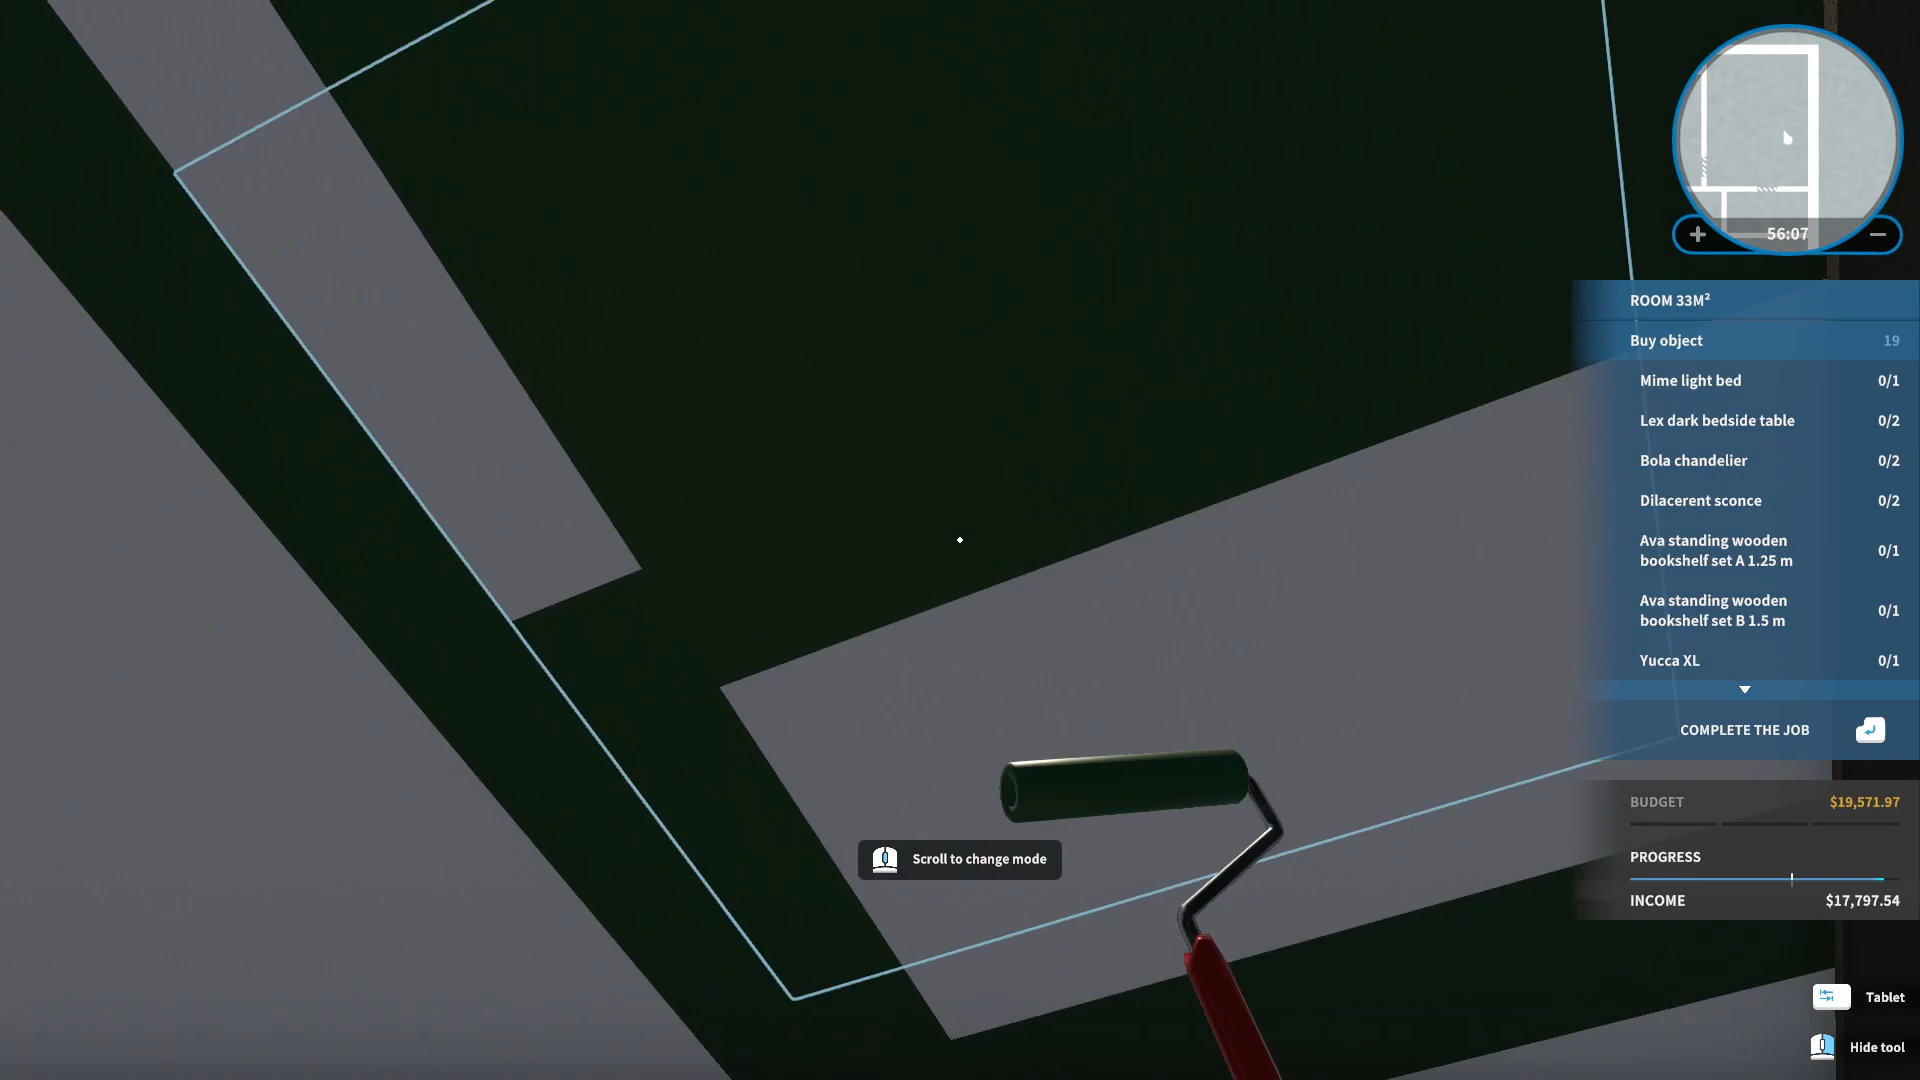 56:07
ROOM 33M²
Buy object 19
Mime light bed 0/1
Lex dark bedside table 0/2
Bola chandelier 0/2
Dilacerent sconce 0/2
Ava standing wooden
bookshelf set A 1.25 m 0/1
Ava standing wooden
bookshelf set B 1.5 m 0/1
Yucca XL 0/1
COMPLETE THE JOB
BUDGET $19,571.97
Scroll to change mode
PROGRESS
INCOME $17,797.54
Tablet
Hide tool